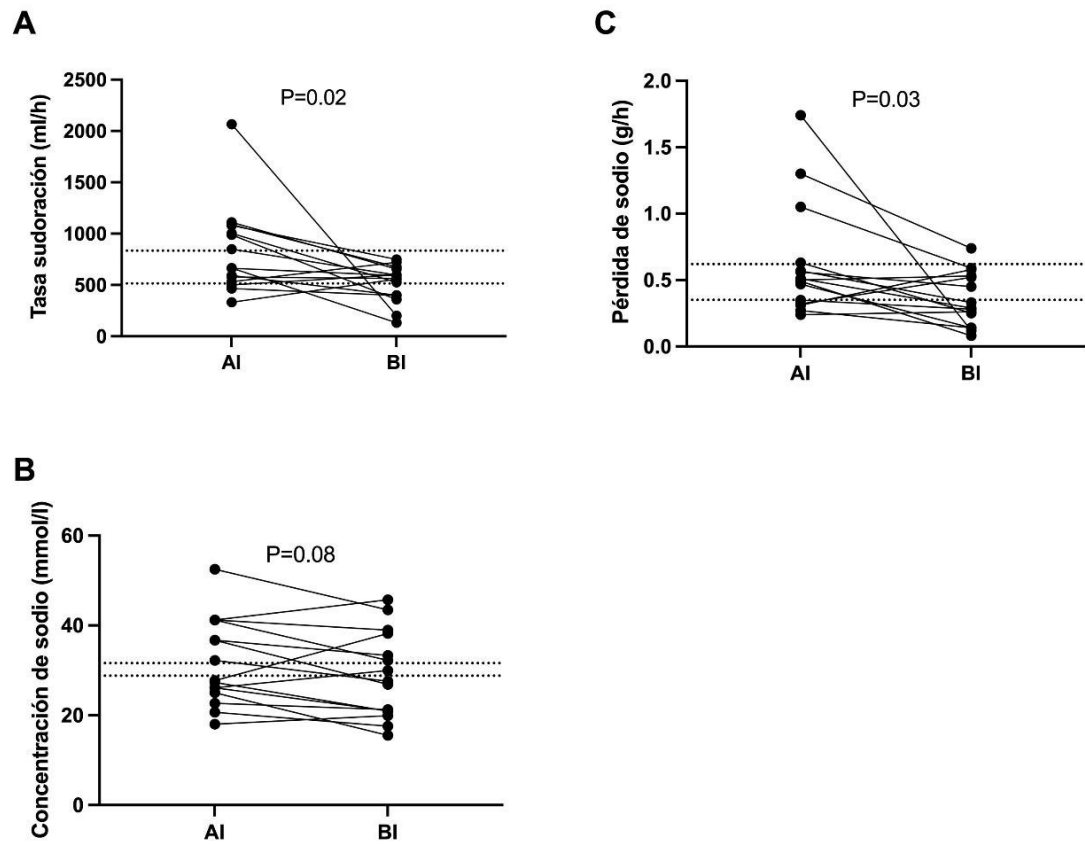 A
Tasa sudoración (ml/h)
2500
2000
1500
1000
500
0
P=0.02
AI
BI
C
Pérdida de sodio (g/h)
2.0
1.5
1.0
0.5
0.0
P=0.03
AI
BI
B
Concentración de sodio (mmol/l)
60
40
20
0
P=0.08
AI
BI